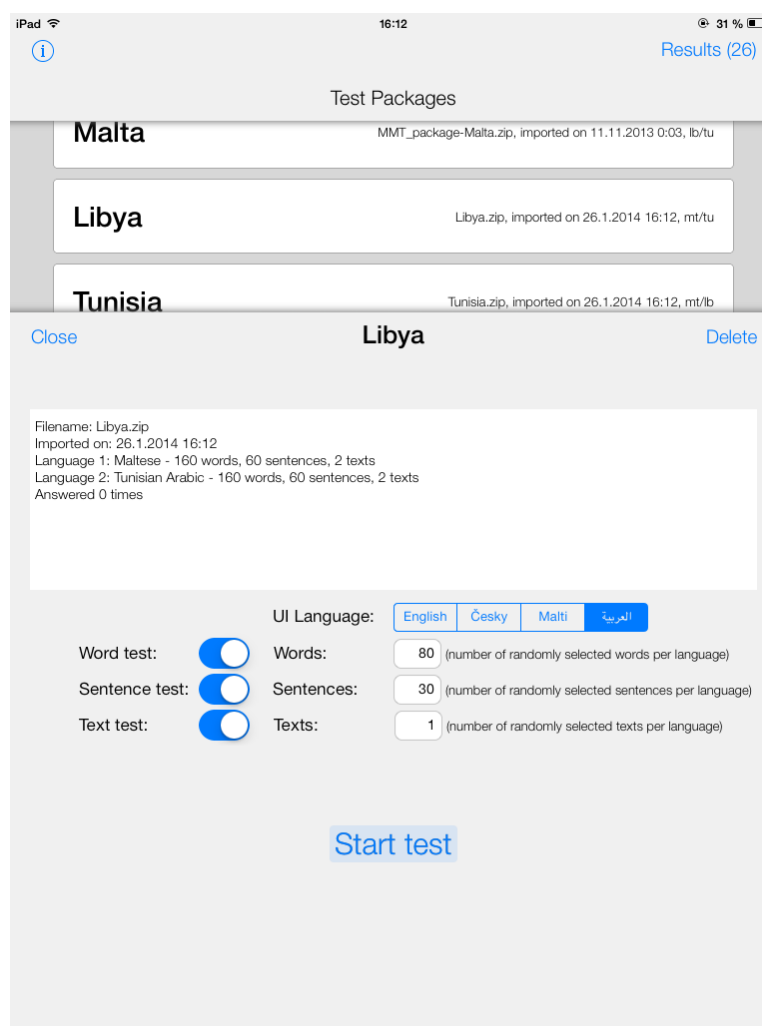 iPad 16:12 31 %
Results (26)
Test Packages
Malta MMT_package-Malta.zip, imported on 11.11.2013 0:03, lb/tu
Libya Libya.zip, imported on 26.1.2014 16:12, mt/tu
Tunisia Tunisia.zip, imported on 26.1.2014 16:12, mt/lb
Close Libya Delete
Filename: Libya.zip
Imported on: 26.1.2014 16:12
Language 1: Maltese - 160 words, 60 sentences, 2 texts
Language 2: Tunisian Arabic - 160 words, 60 sentences, 2 texts
Answered 0 times
UI Language: English Česky Malti العربية
Word test: Words: 80 (number of randomly selected words per language)
Sentence test: Sentences: 30 (number of randomly selected sentences per language)
Text test: Texts: 1 (number of randomly selected texts per language)
Start test